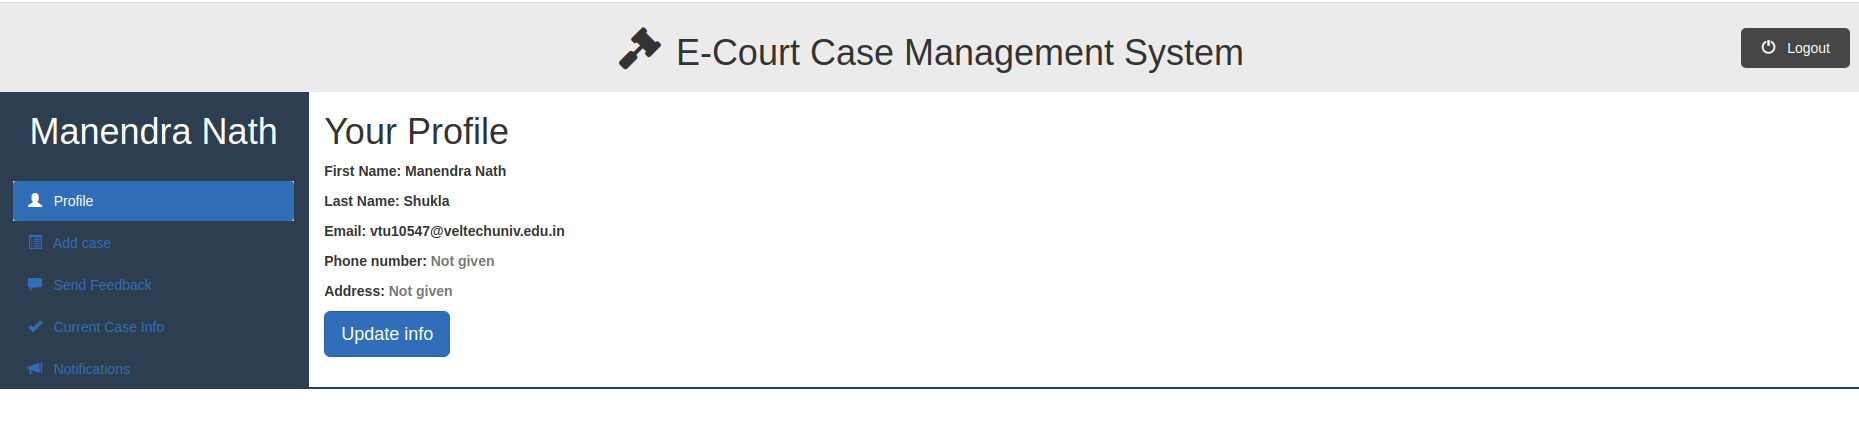 E-Court Case Management System
Logout
Manendra Nath
Profile
Add case
Send Feedback
Current Case Info
Notifications
Your Profile
First Name: Manendra Nath
Last Name: Shukla
Email: vtu10547@veltechuniv.edu.in
Phone number: Not given
Address: Not given
Update info